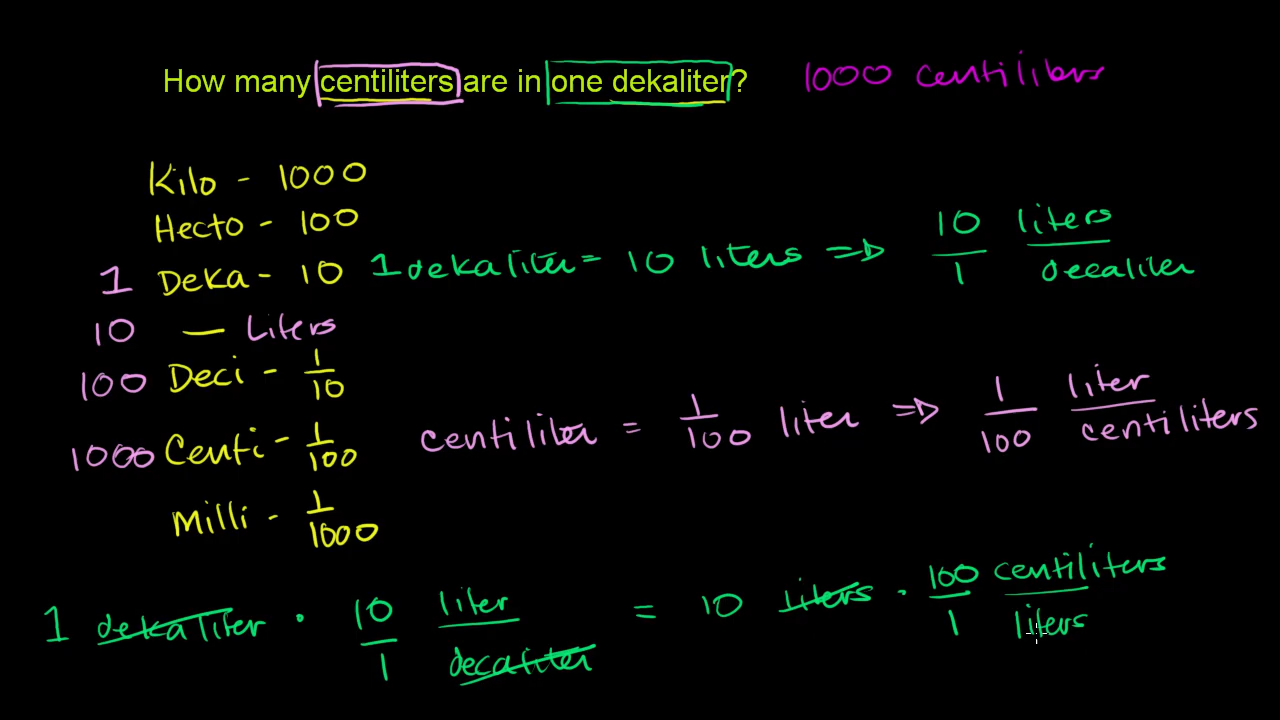 How many centiliters are in one dekaliter? 1000 centiliters
Kilo - 1000
Hecto - 100
1 Deka - 10 1 dekaliter = 10 liters ⇒ 10/1 liters/decaliter
10 — Liters
100 Deci - 1/10
1000 Centi - 1/100 centiliter = 1/100 liter ⇒ 1/100 liter/centiliters
Milli - 1/1000
1 dekaliter · 10/1 liter/decaliter = 10 liters · 100/1 centiliters/liters